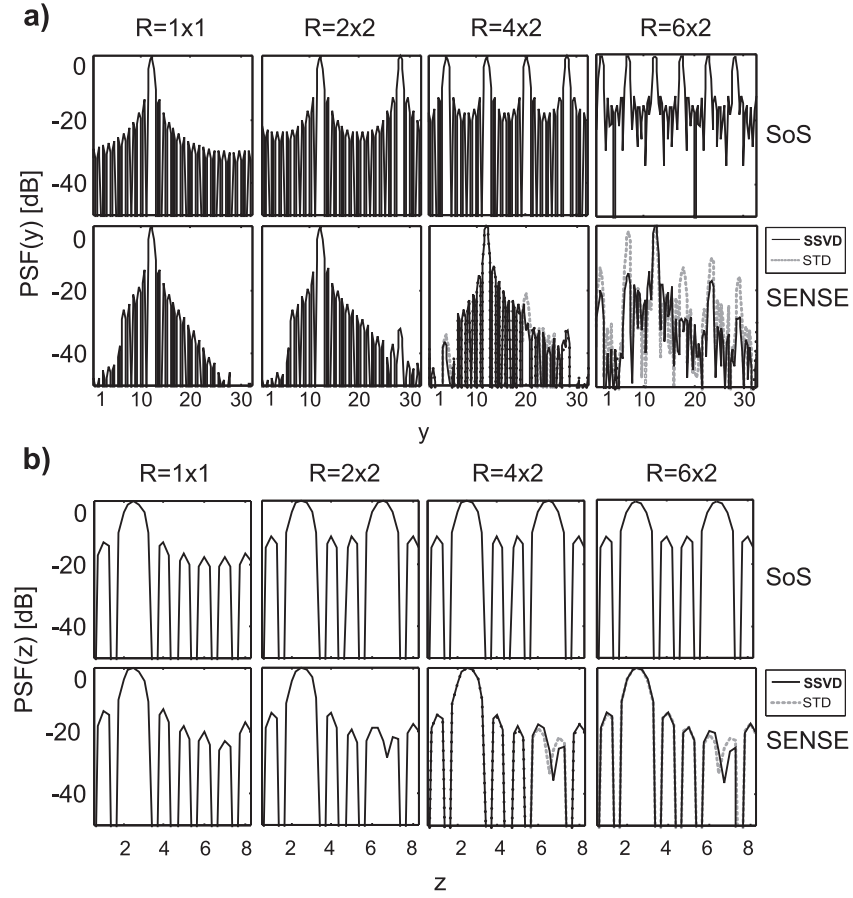 a)
R=1x1 R=2x2 R=4x2 R=6x2
0
-20
-40
SoS
PSF(y) [dB]
0
-20
-40
SSVD
STD
SENSE
1 10 20 30 1 10 20 30 1 10 20 30 1 10 20 30
y
b)
R=1x1 R=2x2 R=4x2 R=6x2
0
-20
-40
SoS
PSF(z) [dB]
0
-20
-40
SSVD
STD
SENSE
2 4 6 8 2 4 6 8 2 4 6 8 2 4 6 8
z